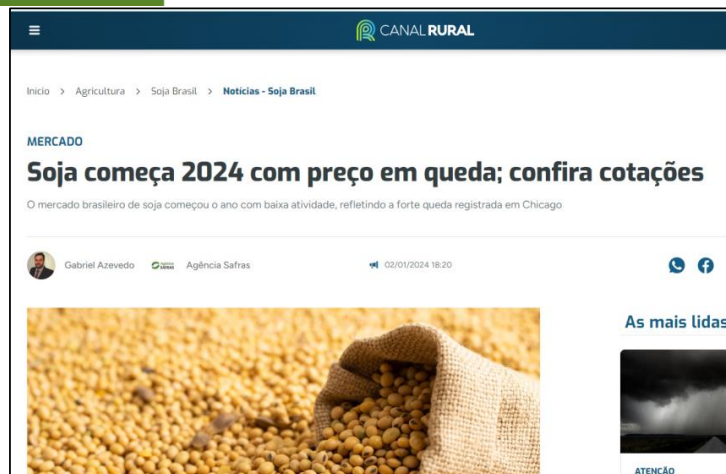 CANAL RURAL
Inicio > Agricultura > Soja Brasil > Notícias - Soja Brasil
MERCADO
Soja começa 2024 com preço em queda; confira cotações
O mercado brasileiro de soja começou o ano com baixa atividade, refletindo a forte queda registrada em Chicago
Gabriel Azevedo Agência Safras 02/01/2024 18:20
As mais lidas
ATENÇÃO